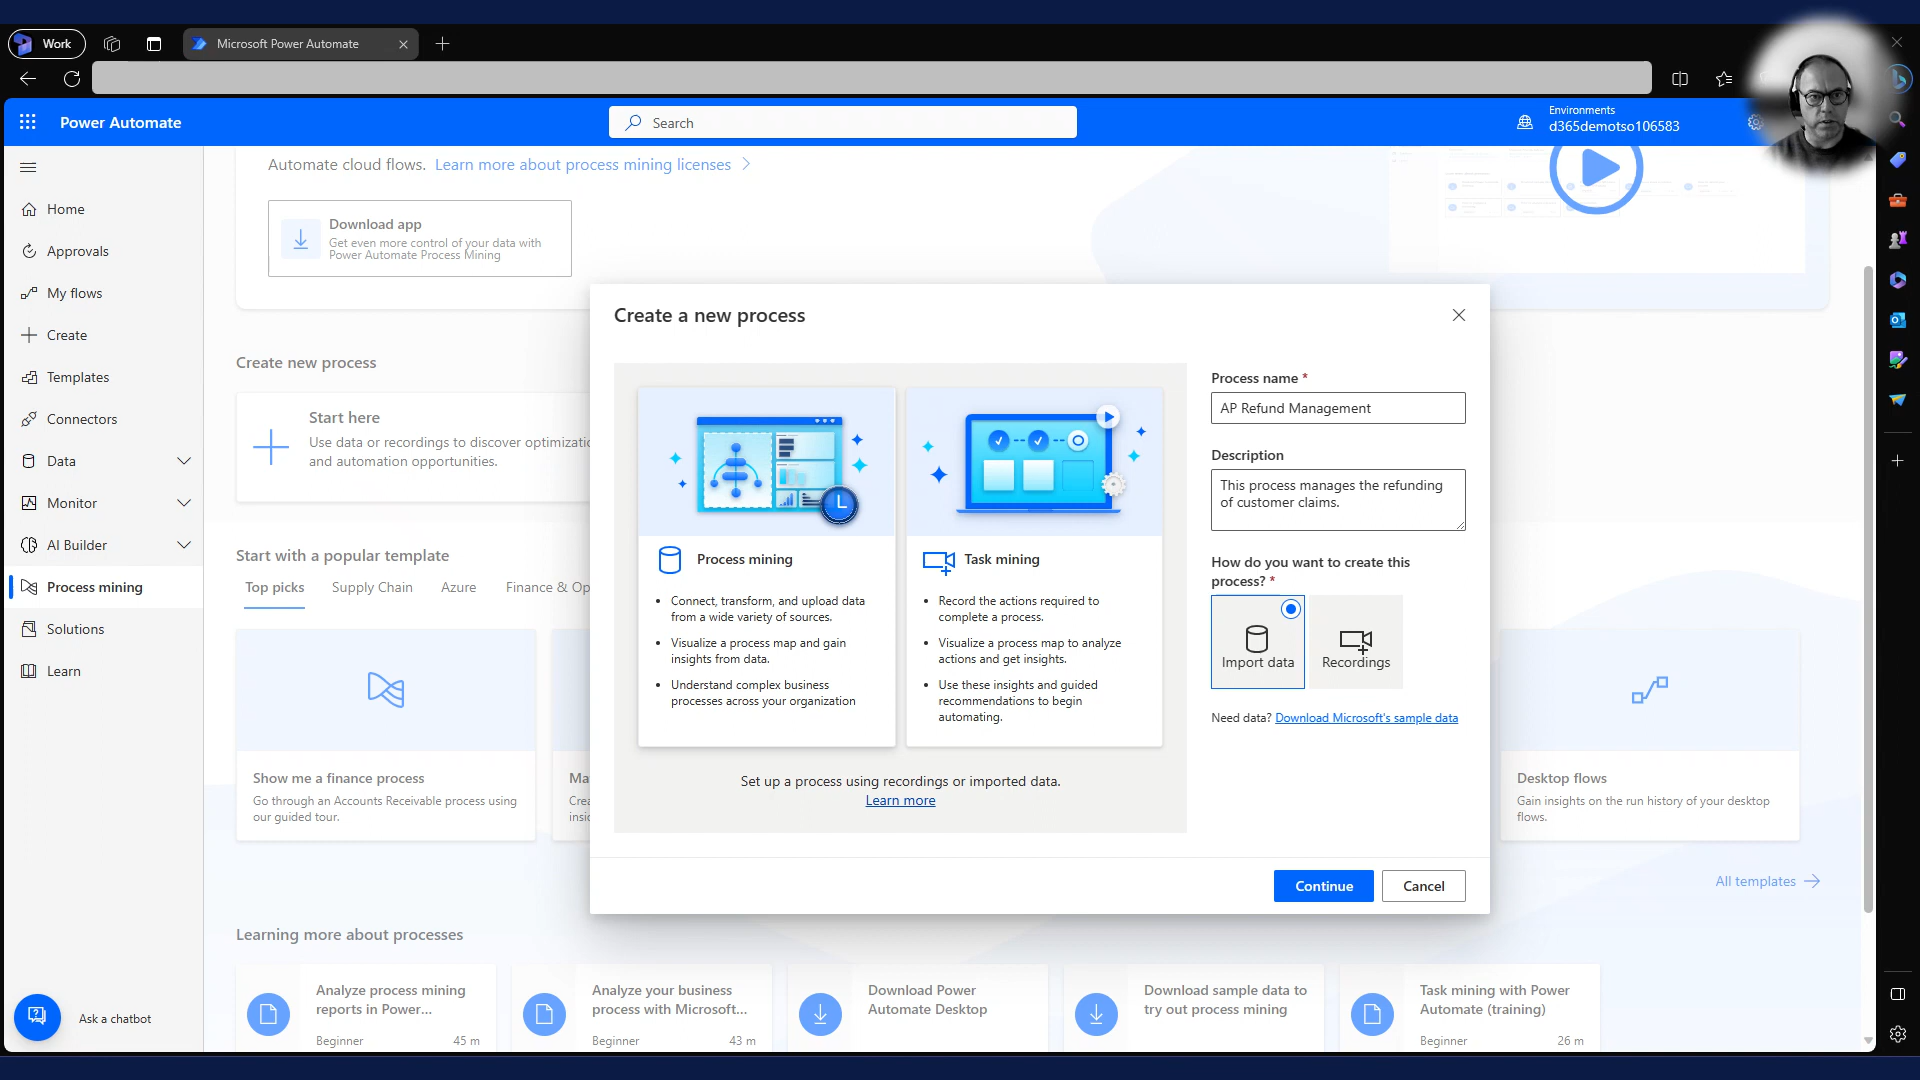 Work
Microsoft Power Automate
Power Automate
Search
Environments
d365demotso106583
Automate cloud flows. Learn more about process mining licenses
Download app
Get even more control of your data with
Power Automate Process Mining
Home
Approvals
My flows
Create
Templates
Connectors
Data
Monitor
AI Builder
Process mining
Solutions
Learn
Ask a chatbot
Create new process
Start here
Use data or recordings to discover
and automation opportunities.
Start with a popular template
Top picks
Supply Chain
Azure
Finance & Op
Show me a finance process
Go through an Accounts Receivable process using
our guided tour.
Ma
Crea
insi
Create a new process
Process mining
• Connect, transform, and upload data
from a wide variety of sources.
• Visualize a process map and gain
insights from data.
• Understand complex business
processes across your organization
Task mining
• Record the actions required to
complete a process.
• Visualize a process map to analyze
actions and get insights.
• Use these insights and guided
recommendations to begin
automating.
Set up a process using recordings or imported data.
Learn more
Process name *
AP Refund Management
Description
This process manages the refunding
of customer claims.
How do you want to create this
process? *
Import data
Recordings
Need data? Download Microsoft's sample data
Continue
Cancel
Desktop flows
Gain insights on the run history of your desktop
flows.
All templates
Learning more about processes
Analyze process mining
reports in Power...
Beginner
45 m
Analyze your business
process with Microsoft...
Beginner
43 m
Download Power
Automate Desktop
Download sample data to
try out process mining
Task mining with Power
Automate (training)
Beginner
26 m